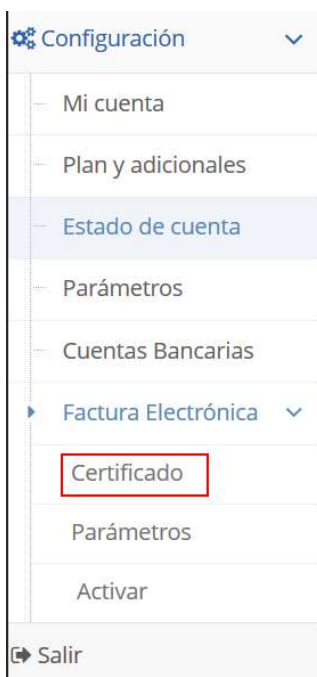 Configuración
Mi cuenta
Plan y adicionales
Estado de cuenta
Parámetros
Cuentas Bancarias
Factura Electrónica
Certificado
Parámetros
Activar
Salir